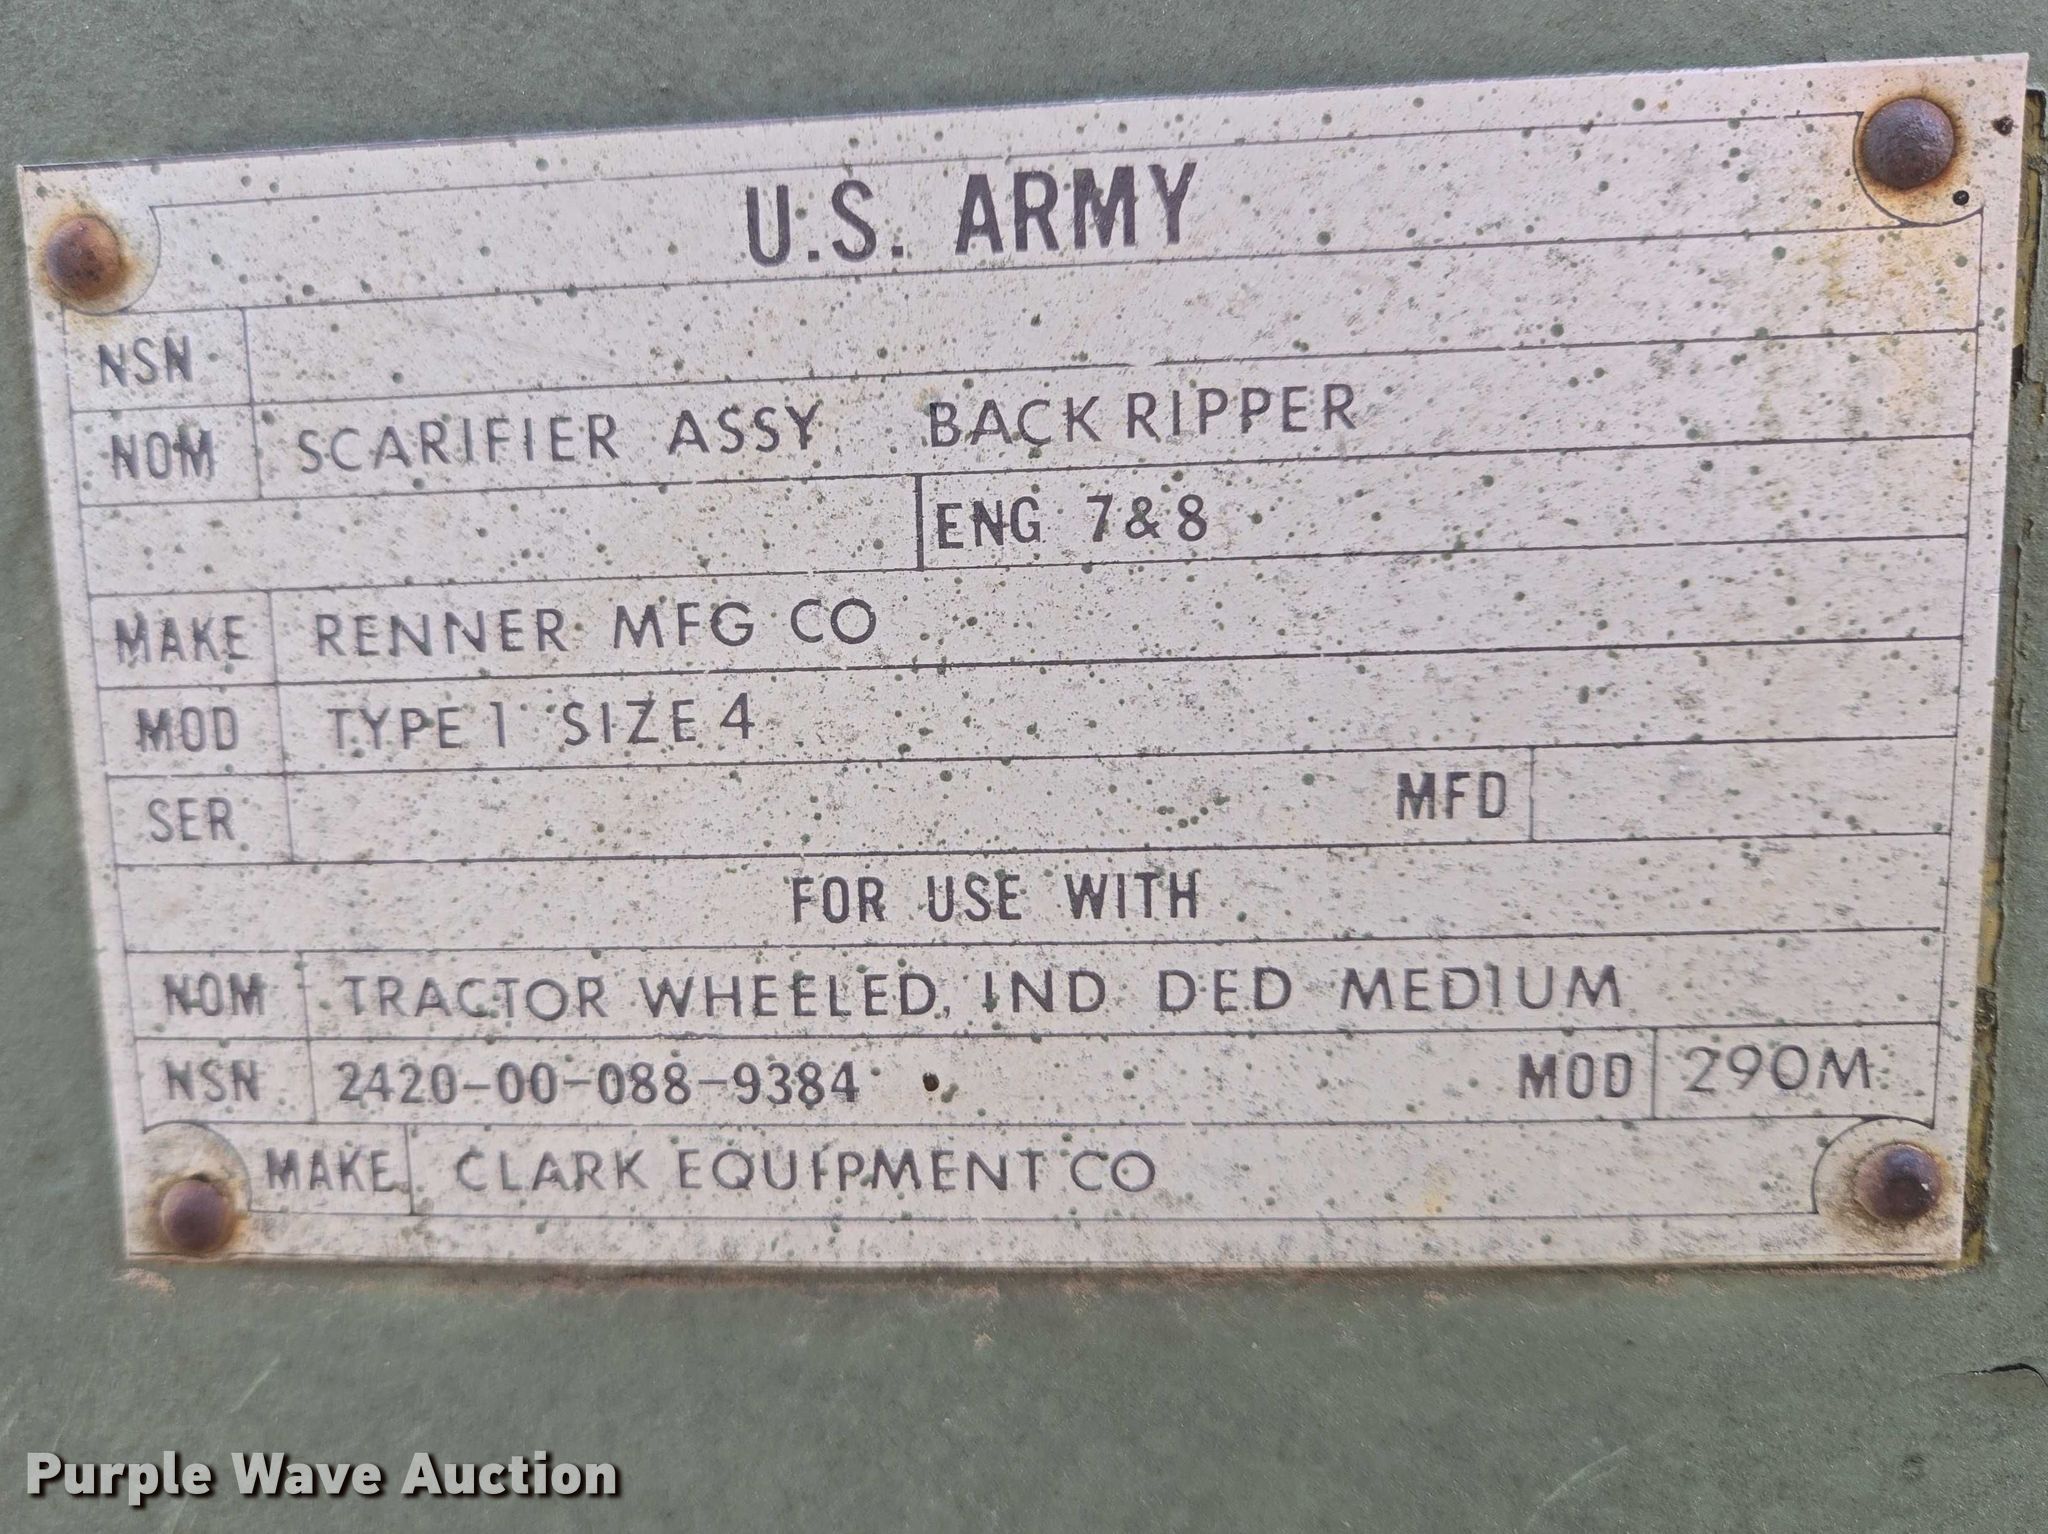 U.S. ARMY
NSN
NOM SCARIFIER ASSY BACK RIPPER
ENG 7&8
MAKE RENNER MFG CO
MOD TYPE 1 SIZE 4
SER MFD
FOR USE WITH
NOM TRACTOR WHEELED, IND DED MEDIUM
NSN 2420-00-088-9384 MOD 290M
MAKE CLARK EQUIPMENT CO
Purple Wave Auction